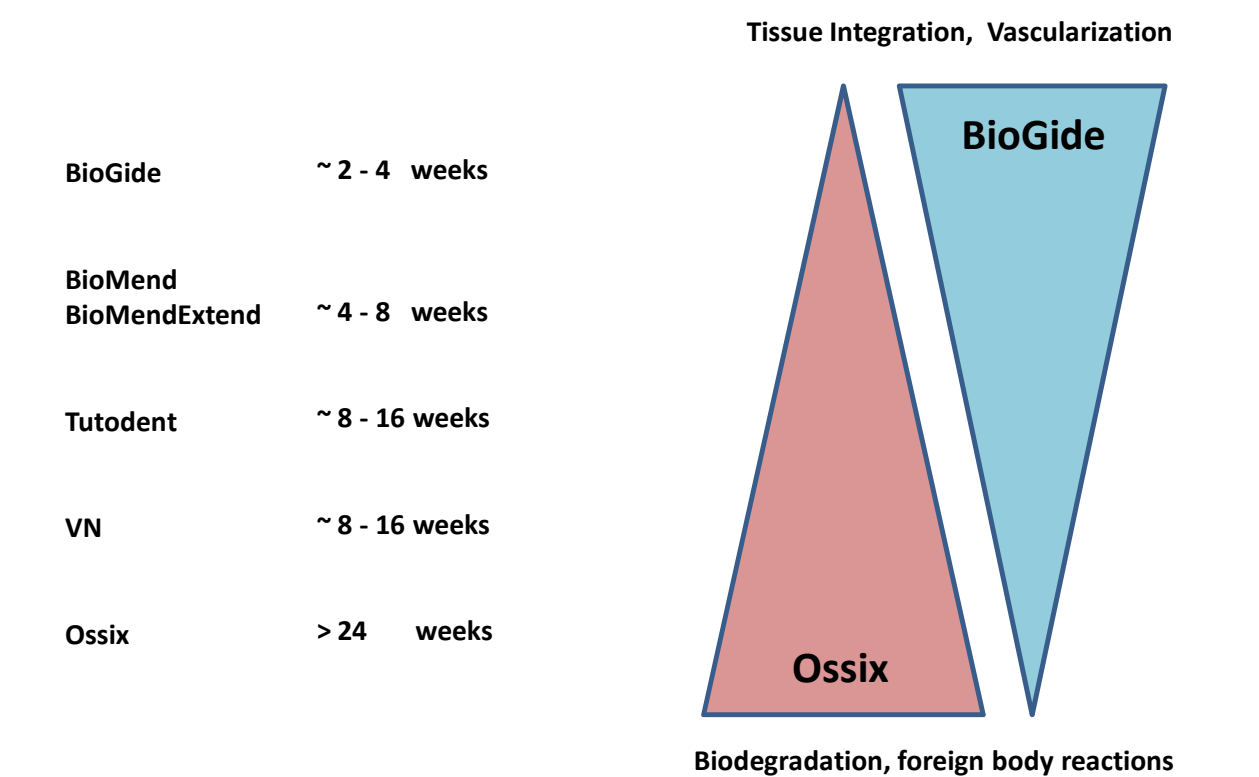 Tissue Integration, Vascularization
BioGide ~ 2 - 4 weeks
BioMend
BioMendExtend ~ 4 - 8 weeks
Tutodent ~ 8 - 16 weeks
VN ~ 8 - 16 weeks
Ossix > 24 weeks
BioGide
Ossix
Biodegradation, foreign body reactions